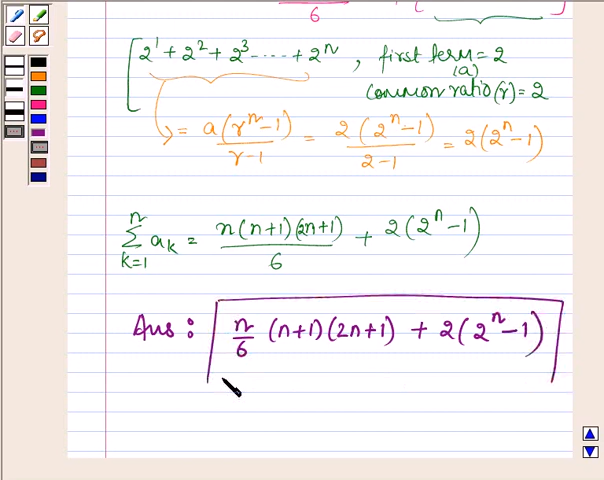 6
2¹ + 2² + 2³ ..... + 2ⁿ , first term = 2
(a)
common ratio (r) = 2
= a(rⁿ-1)/r-1 = 2(2ⁿ-1)/2-1 = 2(2ⁿ-1)
n∑k=1 aₖ = n(n+1)(2n+1)/6 + 2(2ⁿ-1)
Ans : n/6 (n+1)(2n+1) + 2(2ⁿ-1)